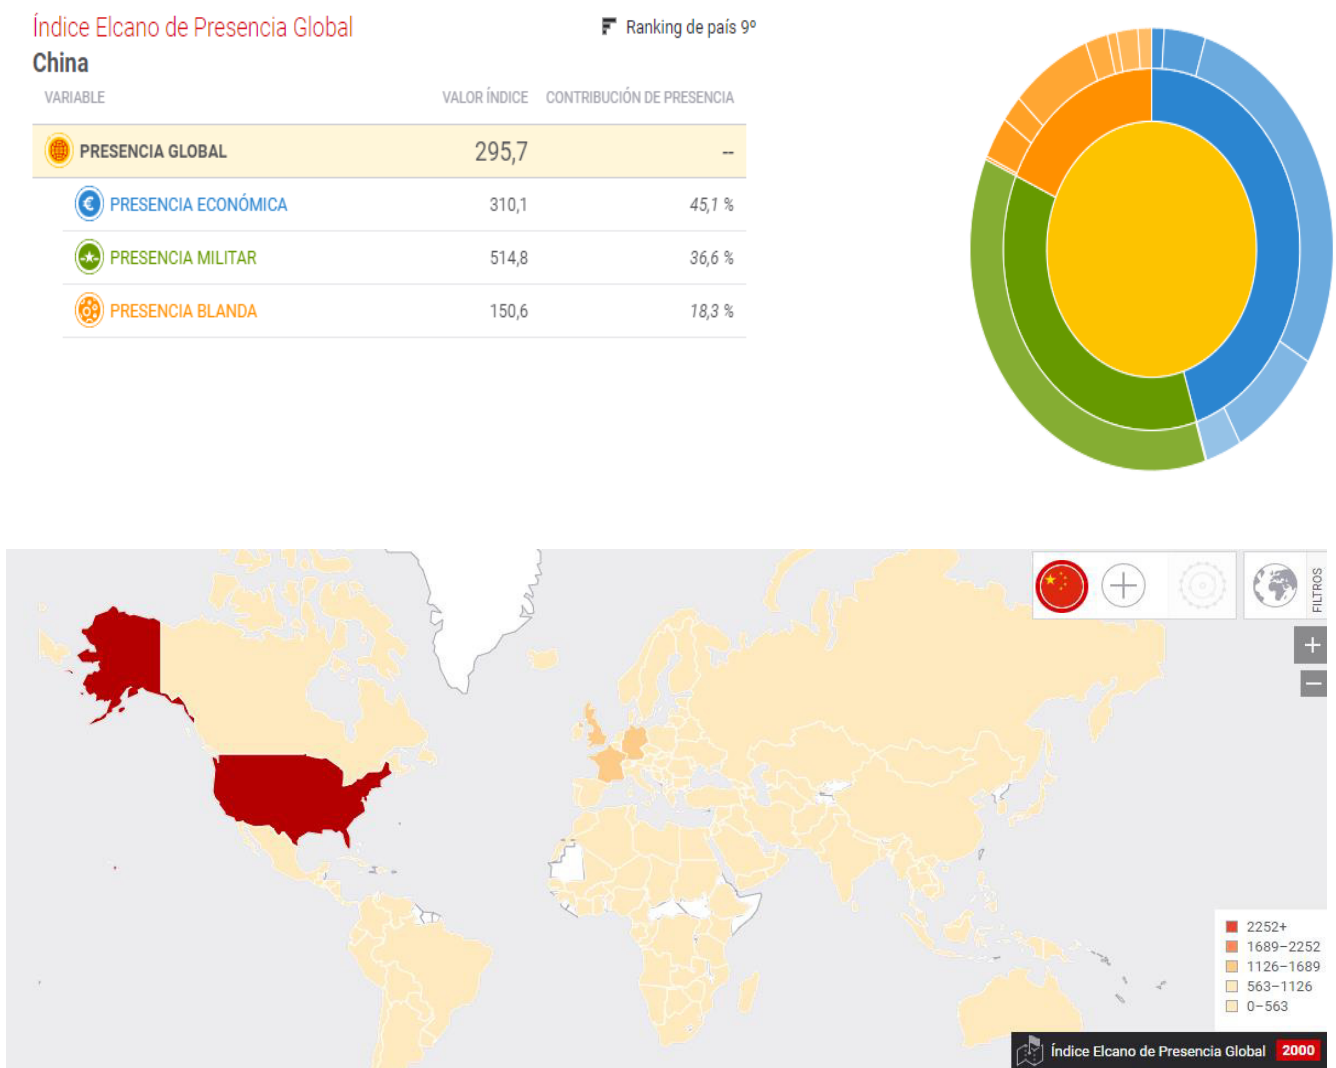 Índice Elcano de Presencia Global
Ranking de país 9º
China
VARIABLE VALOR ÍNDICE CONTRIBUCIÓN DE PRESENCIA
PRESENCIA GLOBAL 295,7 --
€ PRESENCIA ECONÓMICA 310,1 45,1 %
PRESENCIA MILITAR 514,8 36,6 %
PRESENCIA BLANDA 150,6 18,3 %
FILTROS
+
−
2252+
1689–2252
1126–1689
563–1126
0–563
Índice Elcano de Presencia Global 2000